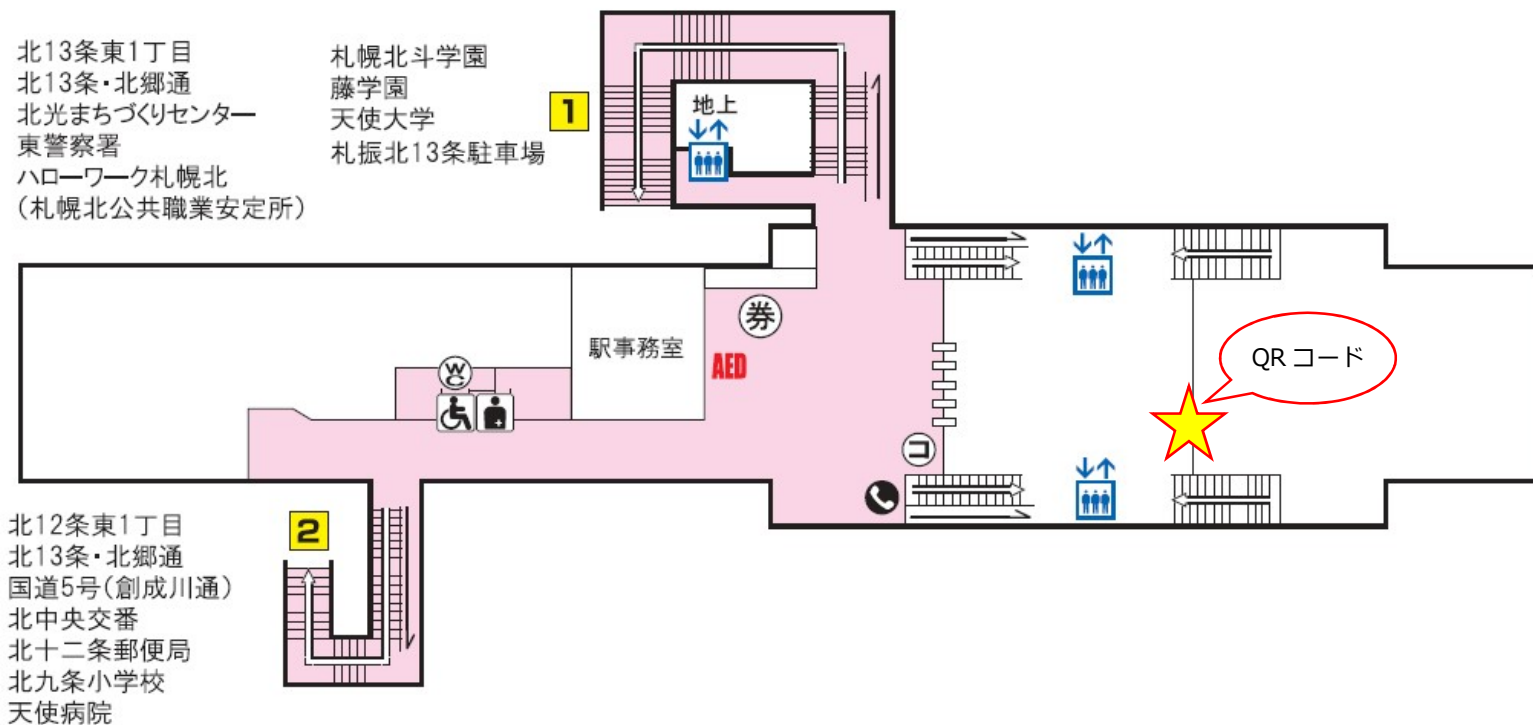 北13条東1丁目
北13条・北郷通
北光まちづくりセンター
東警察署
ハローワーク札幌北
(札幌北公共職業安定所)
札幌北斗学園
藤学園
天使大学
札振北13条駐車場
1
地上
券
駅事務室
AED
WC
QRコード
コ
2
北12条東1丁目
北13条・北郷通
国道5号(創成川通)
北中央交番
北十二条郵便局
北九条小学校
天使病院